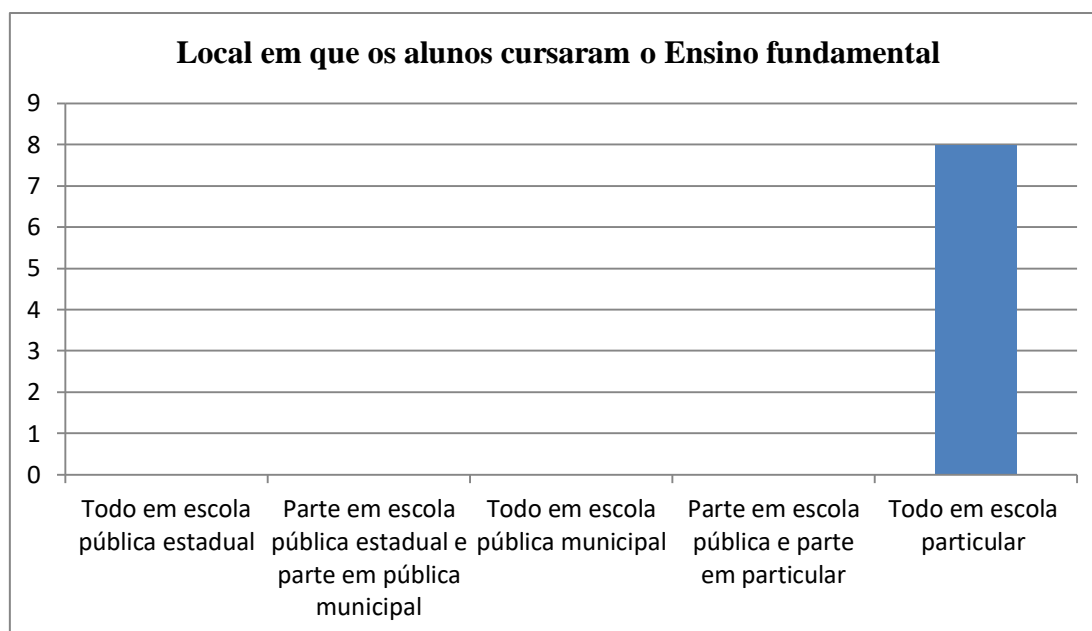 Local em que os alunos cursaram o Ensino fundamental
9
8
7
6
5
4
3
2
1
0
Todo em escola
pública estadual
Parte em escola
pública estadual e
parte em pública
municipal
Todo em escola
pública municipal
Parte em escola
pública e parte
em particular
Todo em escola
particular